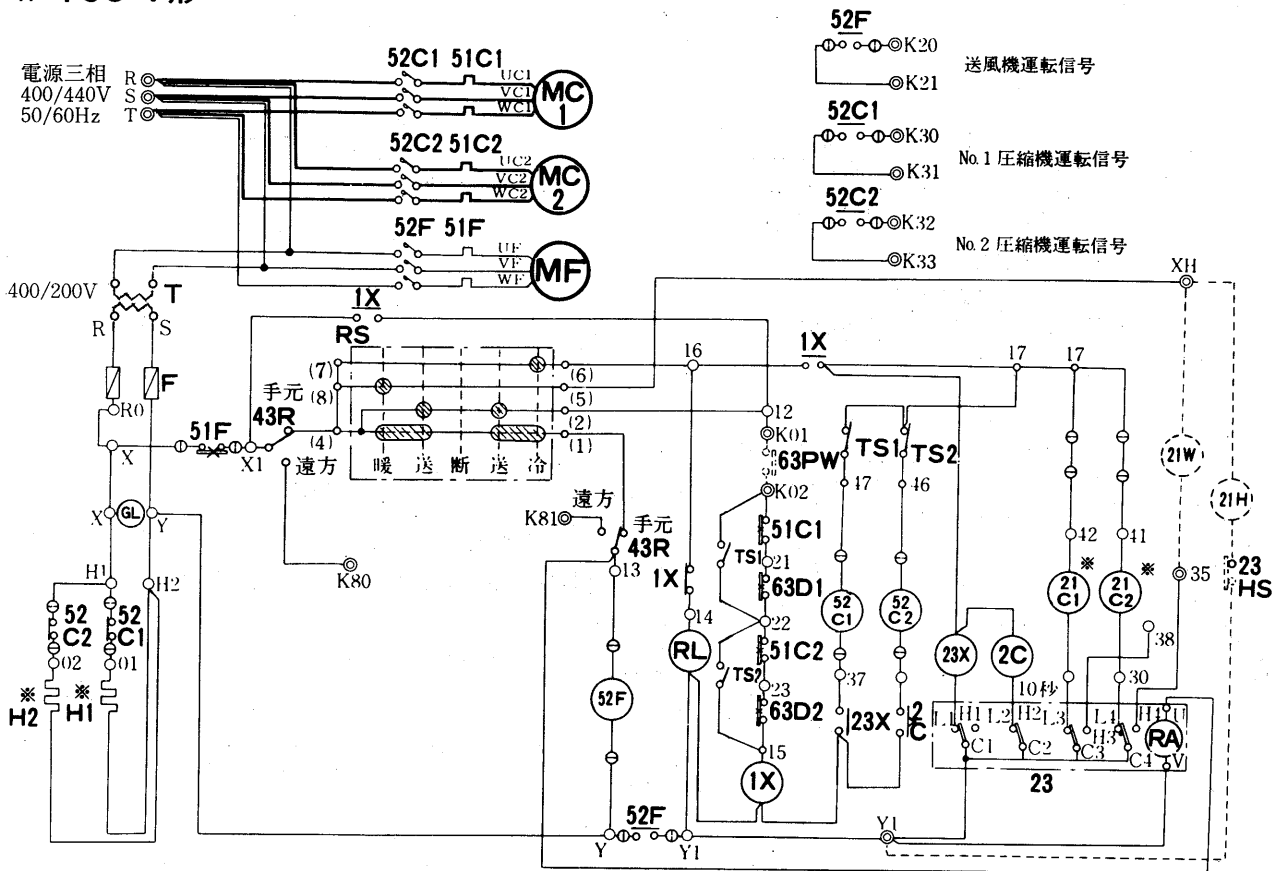 電源三相 R
400/440V S
50/60Hz T
52C1 51C1
UC1
VC1
WC1
MC
1
52C2 51C2
UC2
VC2
WC2
MC
2
52F 51F
UF
VF
WF
MF
52F
K20
K21
送風機運転信号
52C1
K30
K31
No.1 圧縮機運転信号
52C2
K32
K33
No.2 圧縮機運転信号
400/200V
T
R S
F
R0
X
51F
X1
手元
43R
遠方
K80
1X
RS
(7)
(8)
(4)
(6)
(5)
(2)
(1)
暖 送 断 送 冷
X GL Y
H1 H2
52
C2
52
C1
02 01
※
H2
※
H1
遠方
K81
手元
43R
13
52F
Y
52F
Y1
16
1X
14
RL
12
K01
63PW
K02
51C1
TS1
21
63D1
22
51C2
TS2
23
63D2
15
1X
1X
17 17
TS1
TS2
47
46
52
C1
52
C2
37
23X
2
C
23X
2C
10秒
42
41
※
21
C1
※
21
C2
30
38
35
XH
21W
21H
23
HS
L1 H1 L2 H2 L3 L4 H3 H4 U
C1 C2 C3 C4 V
RA
23
Y1